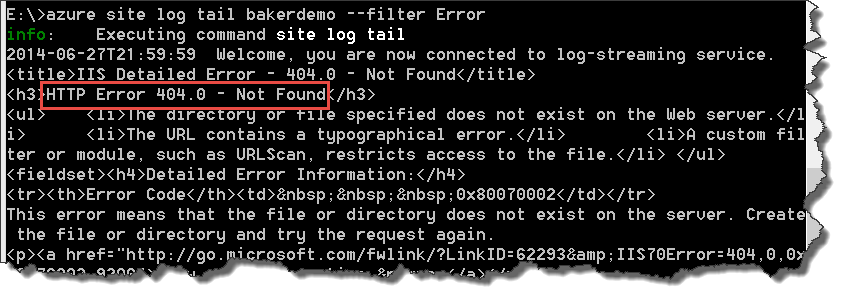 E:\>azure site log tail bakerdemo --filter Error
info:    Executing command site log tail
2014-06-27T21:59:59  Welcome, you are now connected to log-streaming service.
<title>IIS Detailed Error - 404.0 - Not Found</title>
<h3>HTTP Error 404.0 - Not Found</h3>
<ul>    <li>The directory or file specified does not exist on the Web server.</l
i>     <li>The URL contains a typographical error.</li>       <li>A custom fil
ter or module, such as URLScan, restricts access to the file.</li> </ul>
<fieldset><h4>Detailed Error Information:</h4>
<tr><th>Error Code</th><td>&nbsp;&nbsp;&nbsp;0x80070002</td></tr>
This error means that the file or directory does not exist on the server. Create
 the file or directory and try the request again.
<p><a href="http://go.microsoft.com/fwlink/?LinkID=62293&amp;IIS70Error=404,0,0x